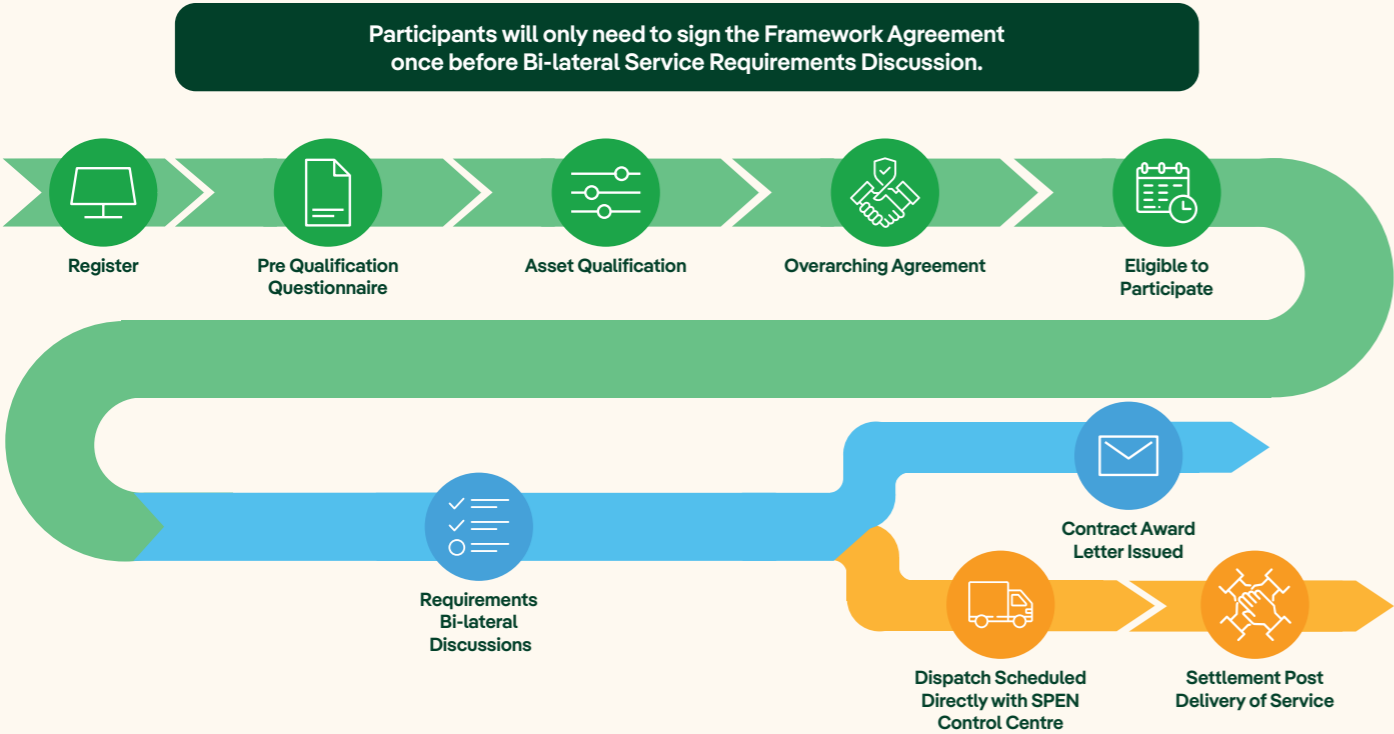 Participants will only need to sign the Framework Agreement
once before Bi-lateral Service Requirements Discussion.
Register
Pre Qualification
Questionnaire
Asset Qualification
Overarching Agreement
Eligible to
Participate
Requirements
Bi-lateral
Discussions
Contract Award
Letter Issued
Dispatch Scheduled
Directly with SPEN
Control Centre
Settlement Post
Delivery of Service